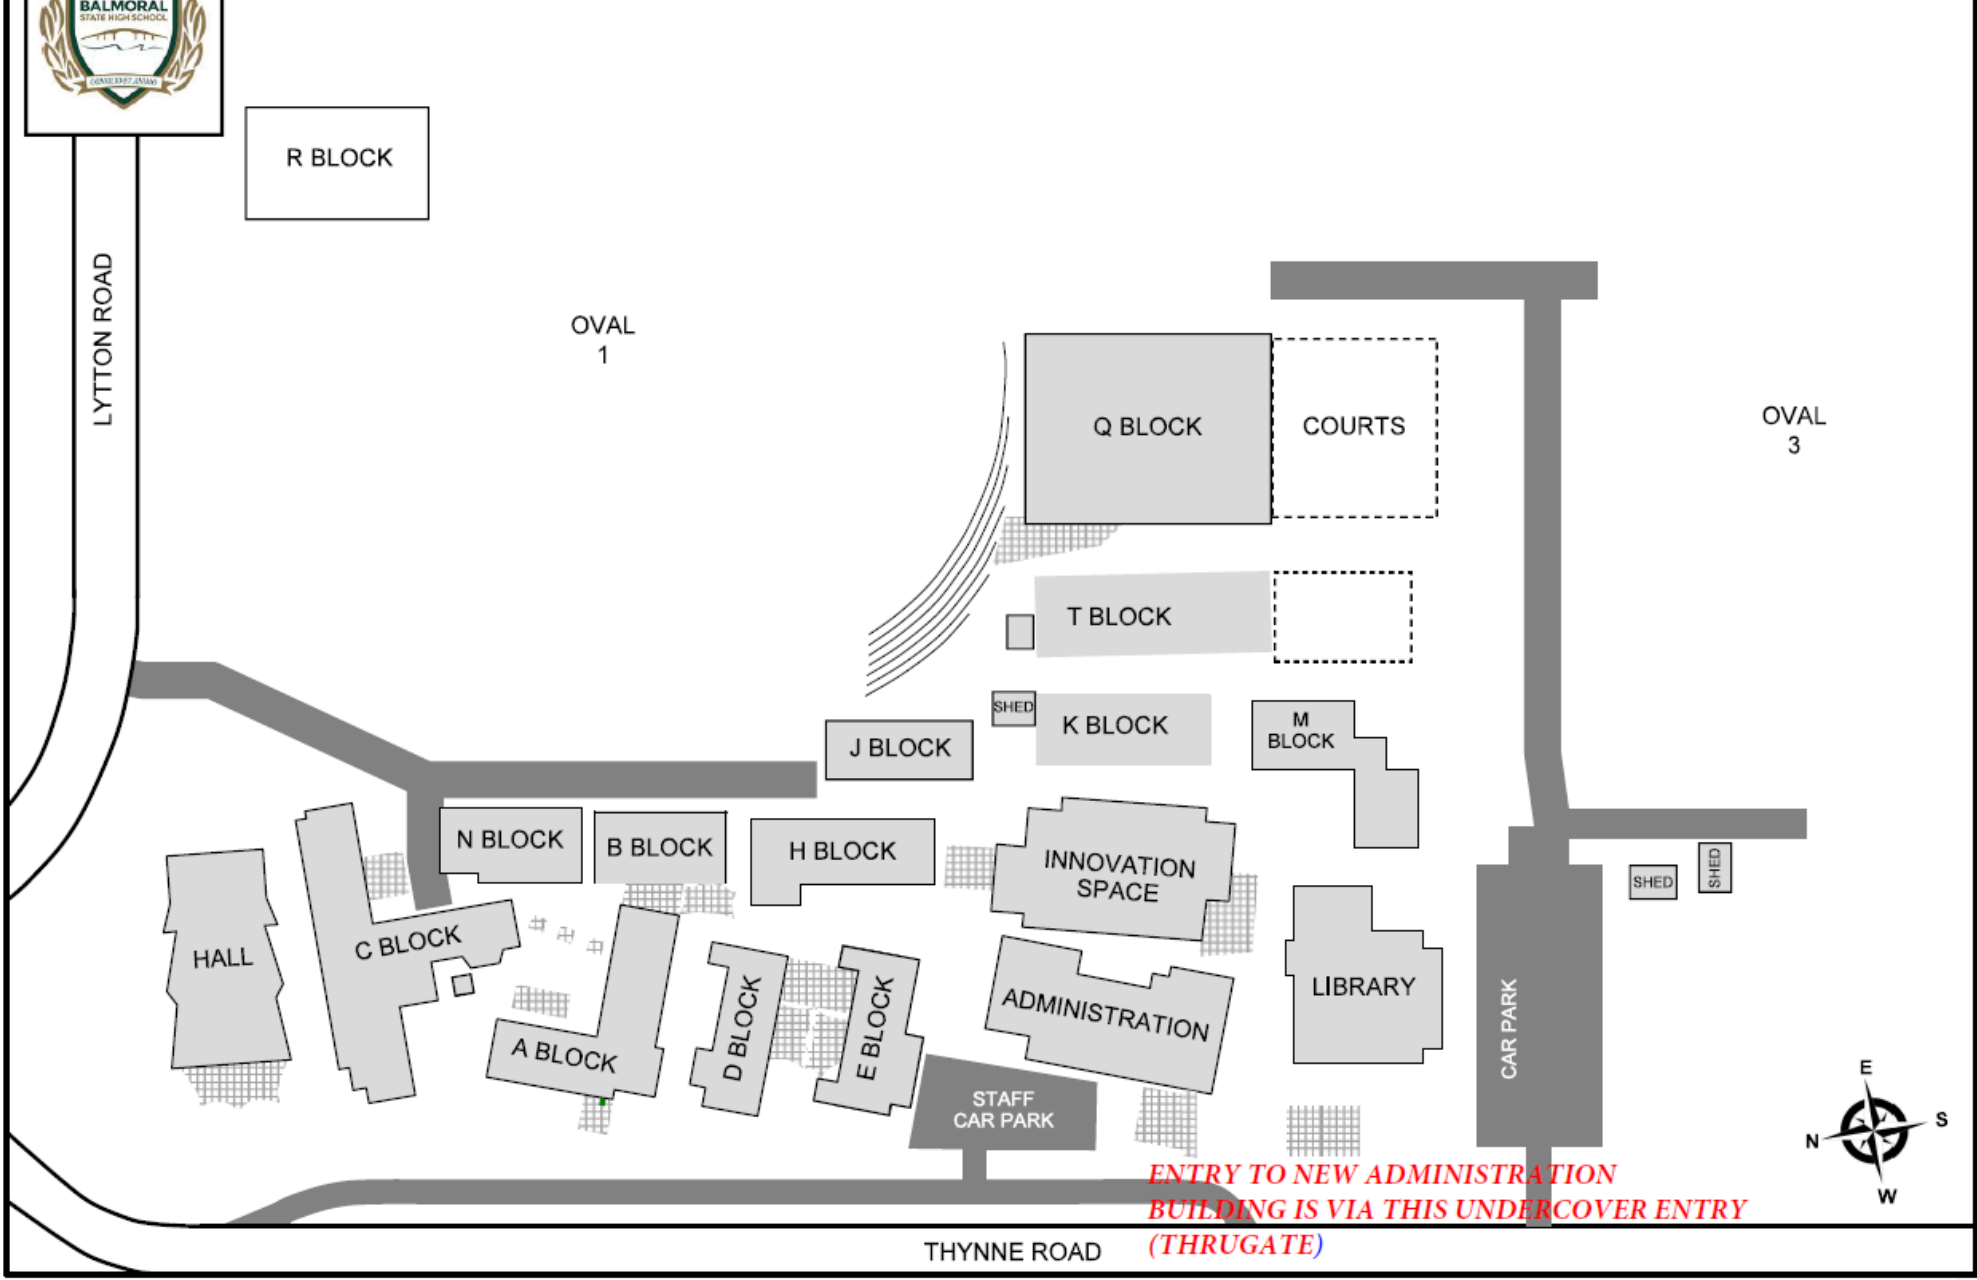 BALMORAL
STATE HIGH SCHOOL
R BLOCK
LYTTON ROAD
OVAL
1
Q BLOCK
COURTS
OVAL
3
T BLOCK
SHED
K BLOCK
M
BLOCK
J BLOCK
N BLOCK
B BLOCK
H BLOCK
INNOVATION
SPACE
SHED
SHED
HALL
C BLOCK
A BLOCK
D BLOCK
E BLOCK
ADMINISTRATION
LIBRARY
CAR PARK
STAFF
CAR PARK
E
S
N
W
ENTRY TO NEW ADMINISTRATION
BUILDING IS VIA THIS UNDERCOVER ENTRY
(THRUGATE)
THYNNE ROAD